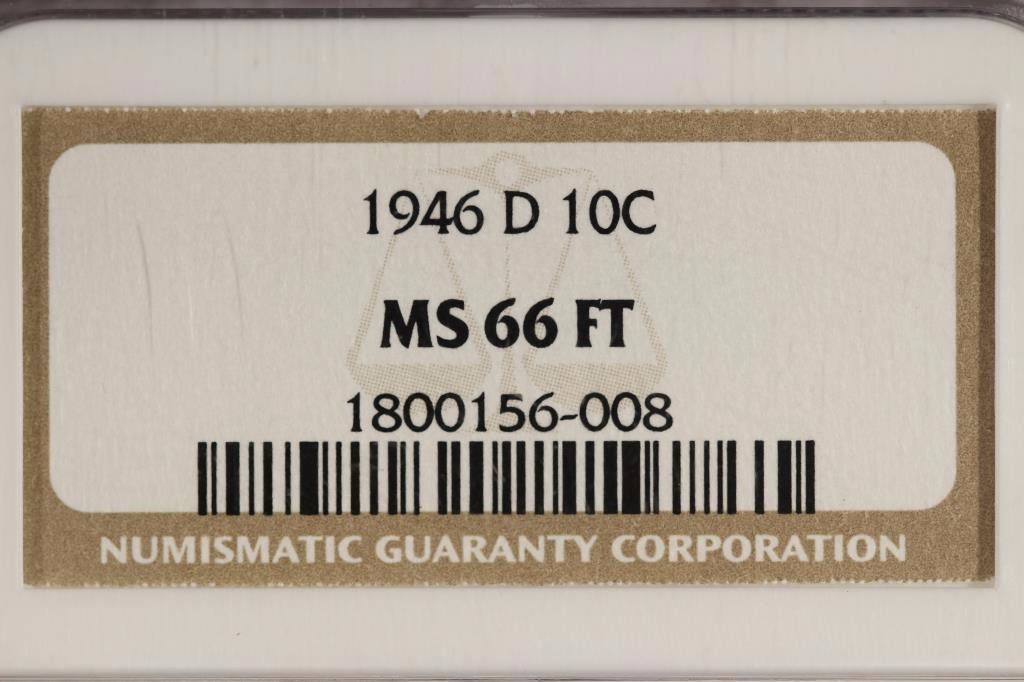 1946 D 10C
MS 66 FT
1800156-008
NUMISMATIC GUARANTY CORPORATION